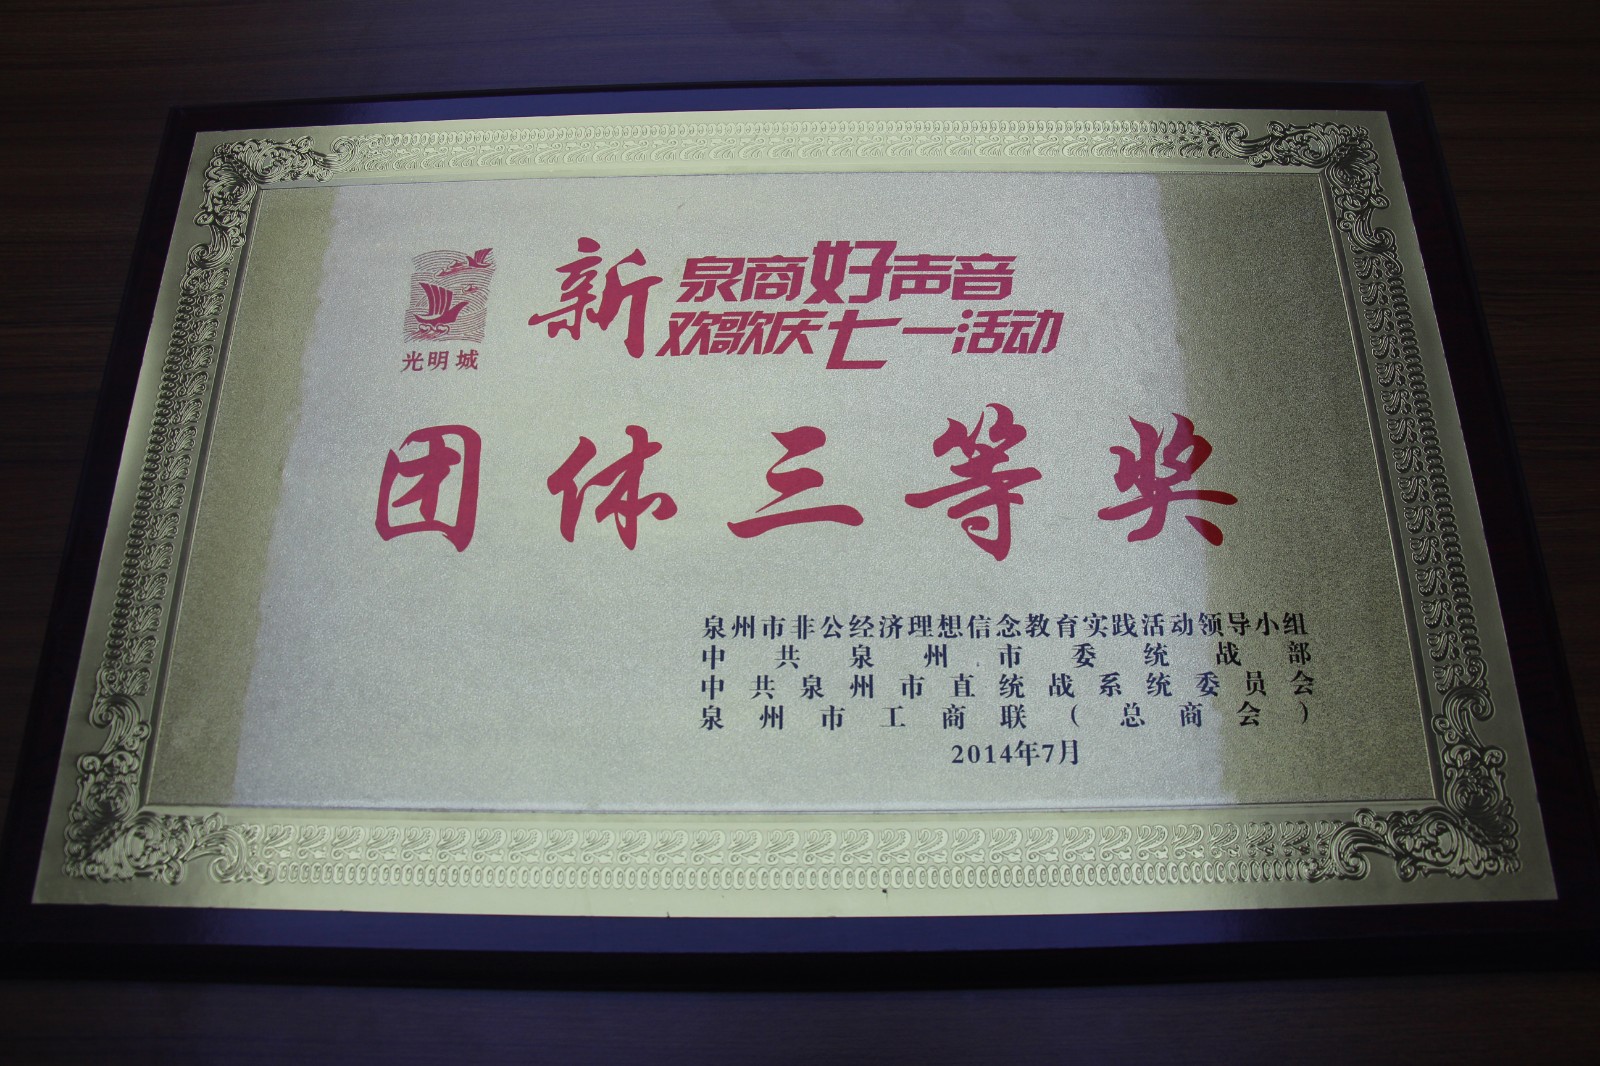 光明城
新泉商好声音
欢歌庆七一活动
团体三等奖
泉州市非公经济理想信念教育实践活动领导小组
中共泉州市委统战部
中共泉州市直统战系统委员会
泉州市工商联（总商会）
2014年7月